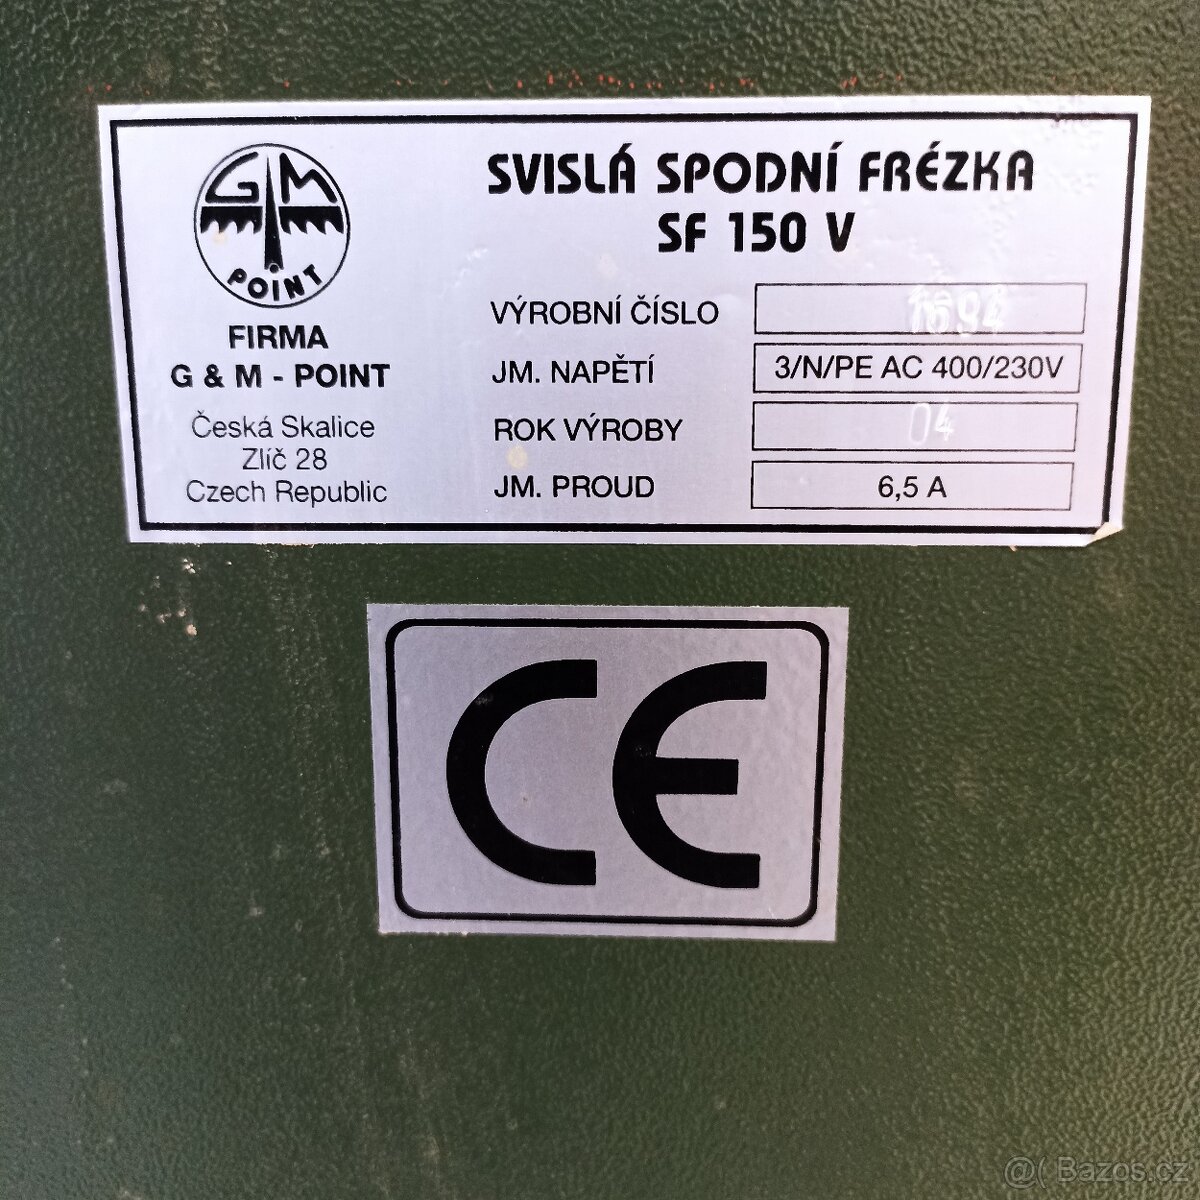 GM
POINT
FIRMA
G & M - POINT
Česká Skalice
Zlíč 28
Czech Republic
SVISLÁ SPODNÍ FRÉZKA
SF 150 V
VÝROBNÍ ČÍSLO
JM. NAPĚTÍ 3/N/PE AC 400/230V
ROK VÝROBY 04
JM. PROUD 6,5 A
CE
@( Bazos.cz